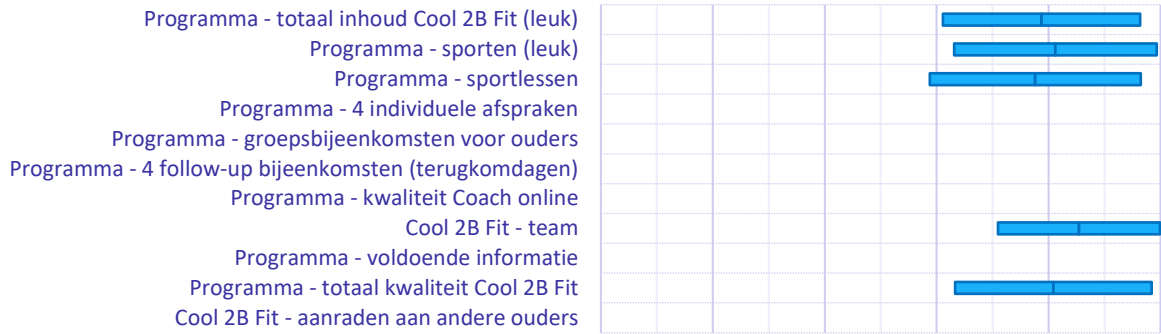 Programma - totaal inhoud Cool 2B Fit (leuk)
Programma - sporten (leuk)
Programma - sportlessen
Programma - 4 individuele afspraken
Programma - groepsbijeenkomsten voor ouders
Programma - 4 follow-up bijeenkomsten (terugkomdagen)
Programma - kwaliteit Coach online
Cool 2B Fit - team
Programma - voldoende informatie
Programma - totaal kwaliteit Cool 2B Fit
Cool 2B Fit - aanraden aan andere ouders